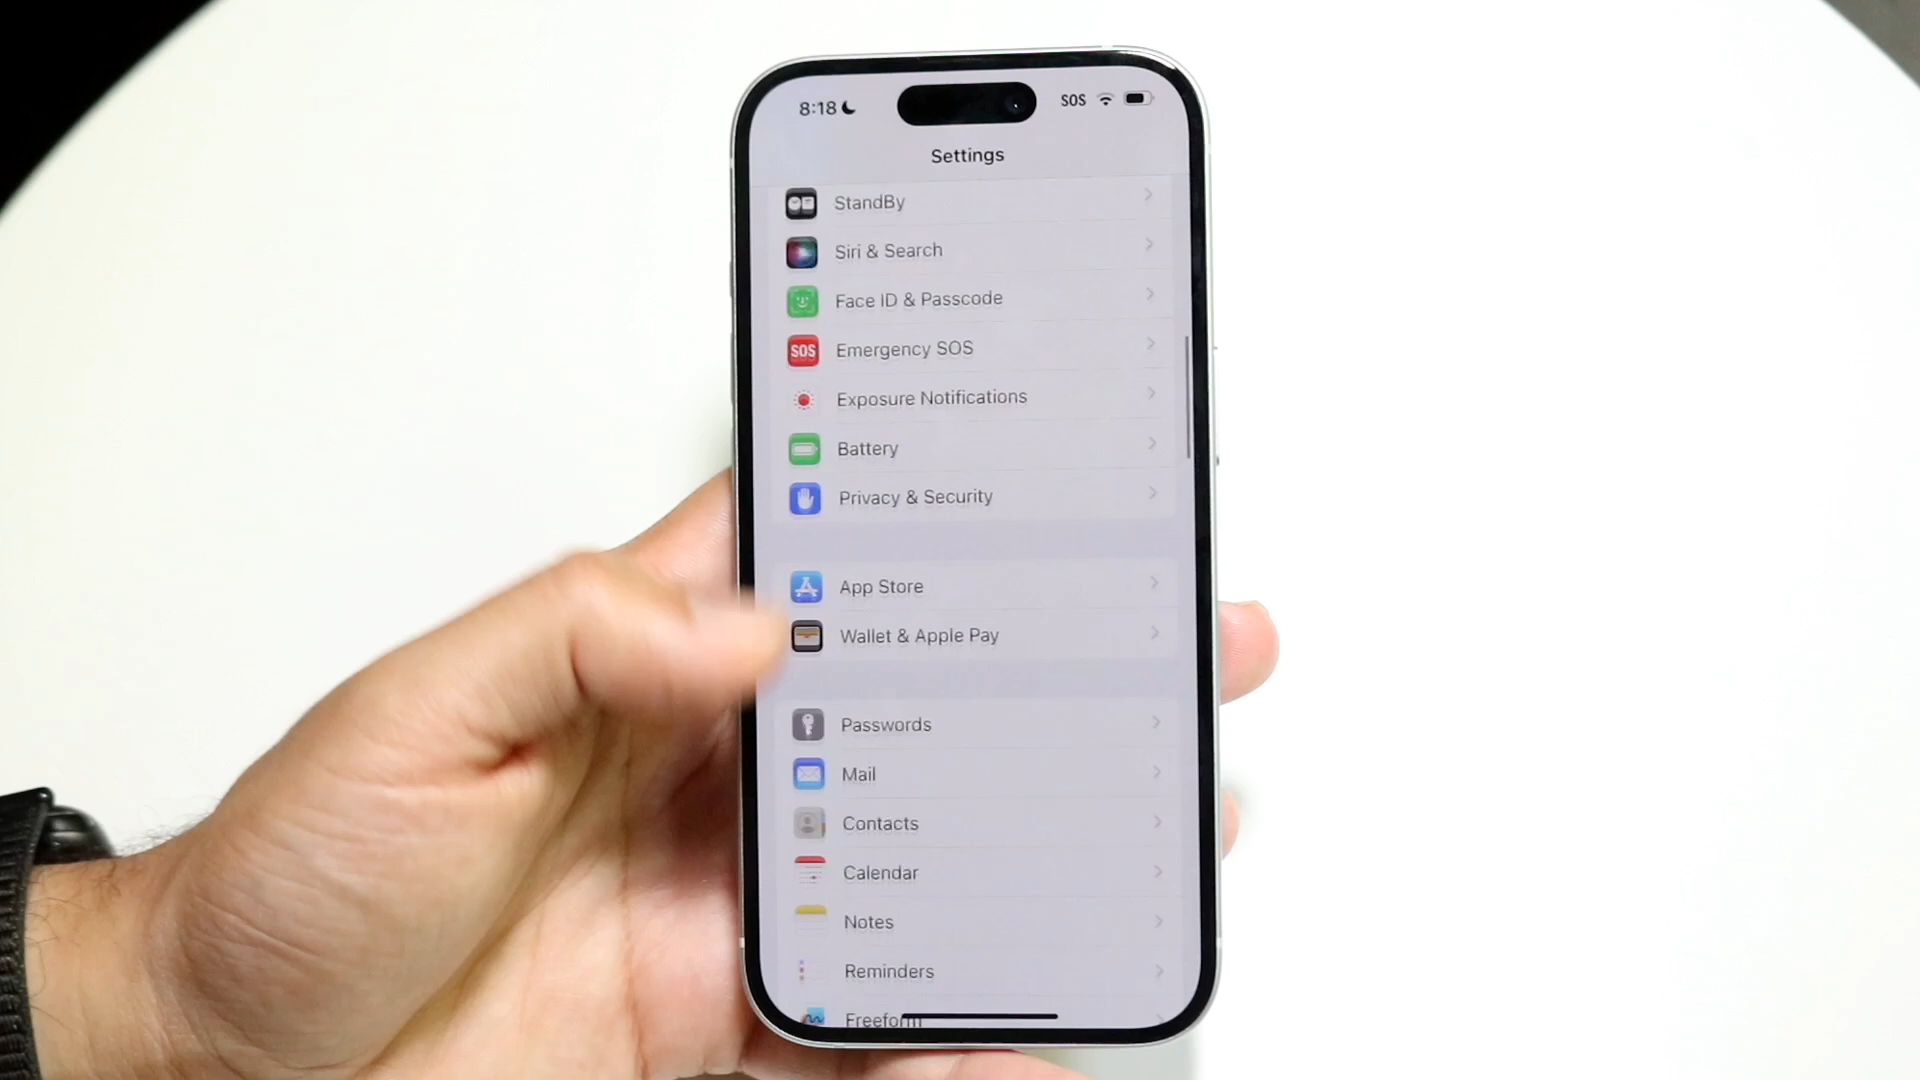 8:18
SOS
Settings
StandBy
Siri & Search
Face ID & Passcode
SOS
Emergency SOS
Exposure Notifications
Battery
Privacy & Security
App Store
Wallet & Apple Pay
Passwords
Mail
Contacts
Calendar
Notes
Reminders
Freeform